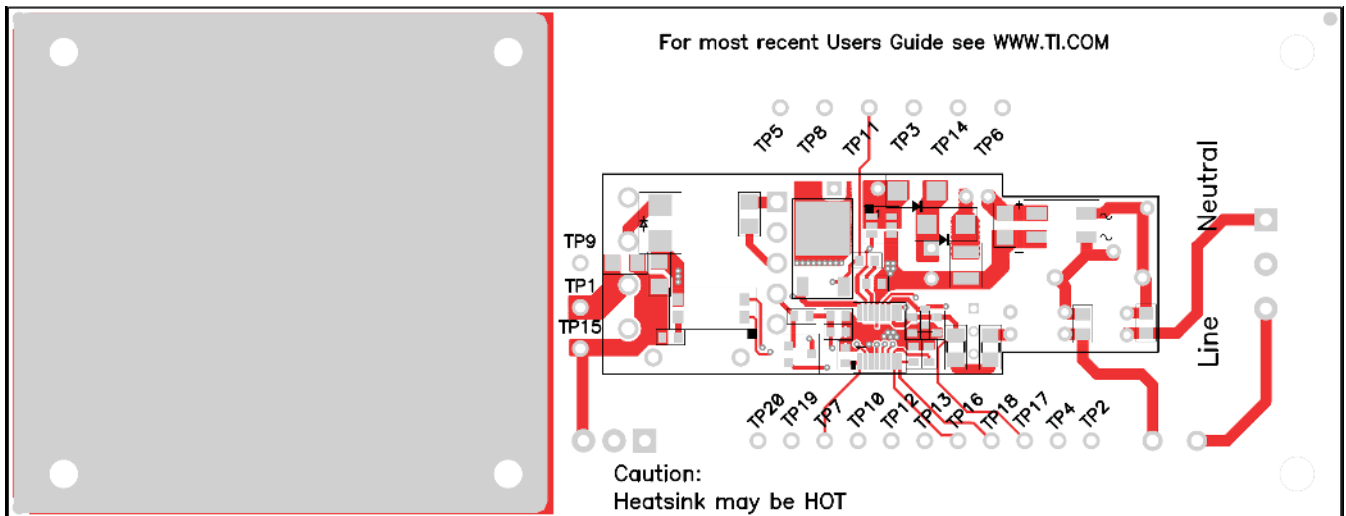 For most recent Users Guide see WWW.TI.COM
TP5 TP8 TP11 TP3 TP14 TP6
Neutral
+
~
~
-
TP9
TP1
TP15
Line
TP20 TP19 TP7 TP10 TP12 TP13 TP16 TP18 TP17 TP4 TP2
Caution:
Heatsink may be HOT